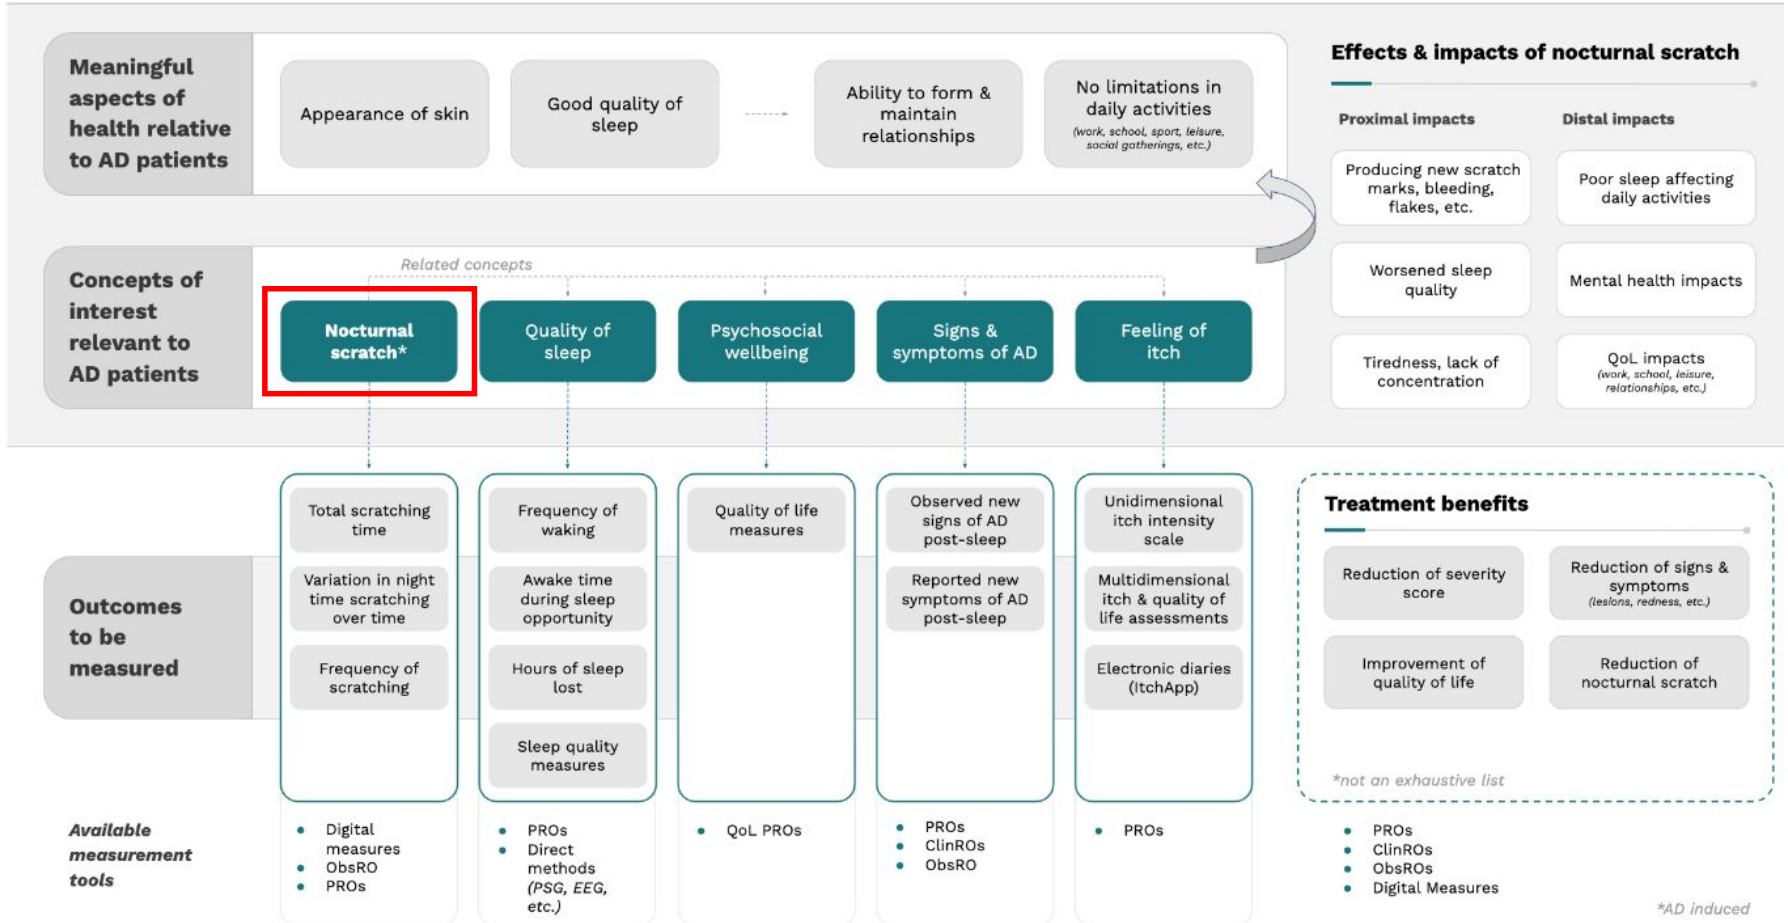 Meaningful
aspects of
health relative
to AD patients
Appearance of skin
Good quality of
sleep
Ability to form &
maintain
relationships
No limitations in
daily activities
(work, school, sport, leisure,
social gatherings, etc.)
Effects & impacts of nocturnal scratch
Proximal impacts
Distal impacts
Producing new scratch
marks, bleeding,
flakes, etc.
Poor sleep affecting
daily activities
Worsened sleep
quality
Mental health impacts
Tiredness, lack of
concentration
QoL impacts
(work, school, leisure,
relationships, etc.)
Concepts of
interest
relevant to
AD patients
Related concepts
Nocturnal
scratch*
Quality of
sleep
Psychosocial
wellbeing
Signs &
symptoms of AD
Feeling of
itch
Outcomes
to be
measured
Total scratching
time
Variation in night
time scratching
over time
Frequency of
scratching
Frequency of
waking
Awake time
during sleep
opportunity
Hours of sleep
lost
Sleep quality
measures
Quality of life
measures
Observed new
signs of AD
post-sleep
Reported new
symptoms of AD
post-sleep
Unidimensional
itch intensity
scale
Multidimensional
itch & quality of
life assessments
Electronic diaries
(ItchApp)
Treatment benefits
Reduction of severity
score
Reduction of signs &
symptoms
(lesions, redness, etc.)
Improvement of
quality of life
Reduction of
nocturnal scratch
*not an exhaustive list
Available
measurement
tools
• Digital
measures
• ObsRO
• PROs
• PROs
• Direct
methods
(PSG, EEG,
etc.)
• QoL PROs
• PROs
• ClinROs
• ObsRO
• PROs
• PROs
• ClinROs
• ObsROs
• Digital Measures
*AD induced